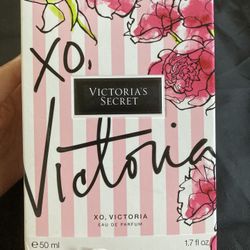 XO,
VICTORIA'S
SECRET
Victoria
XO, VICTORIA
EAU DE PARFUM
e 50 ml
1.7 fl oz